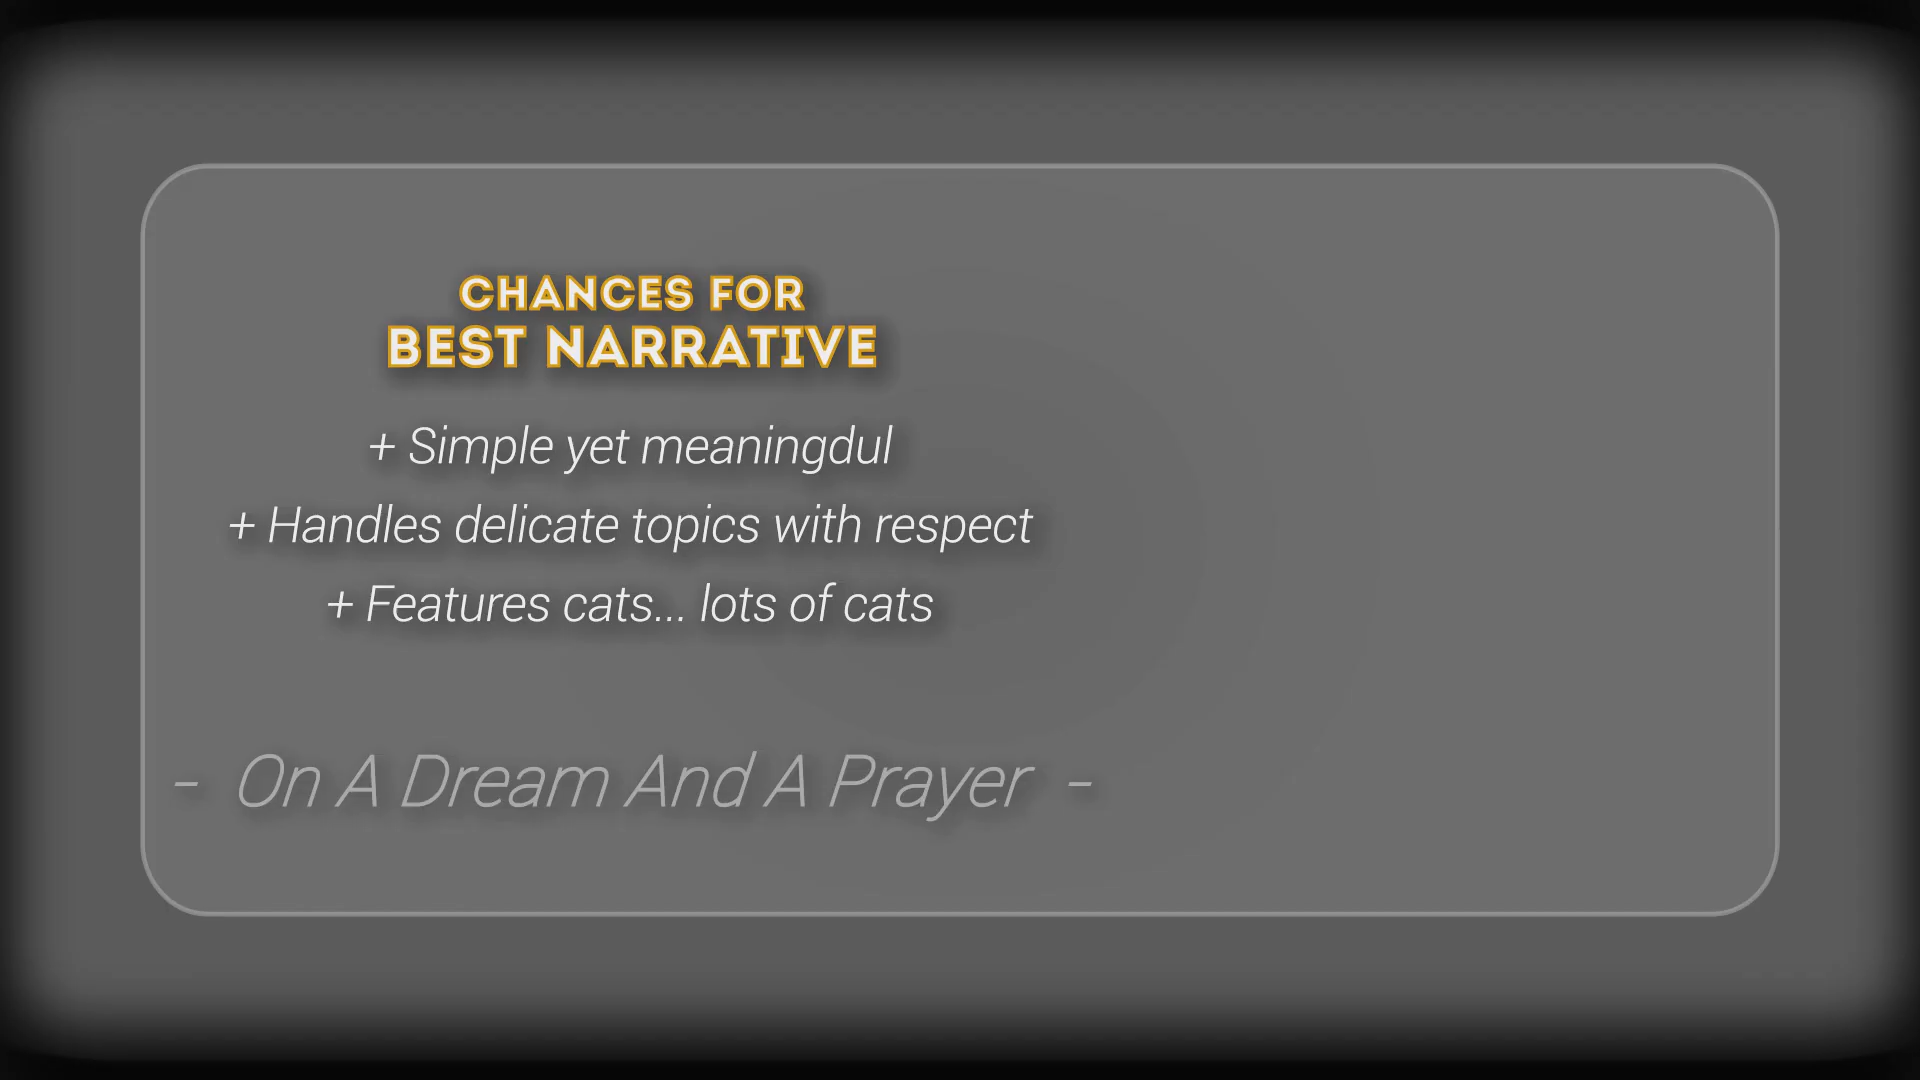 CHANCES FOR
BEST NARRATIVE
+ Simple yet meaningdul
+ Handles delicate topics with respect
+ Features cats... lots of cats
- On A Dream And A Prayer -